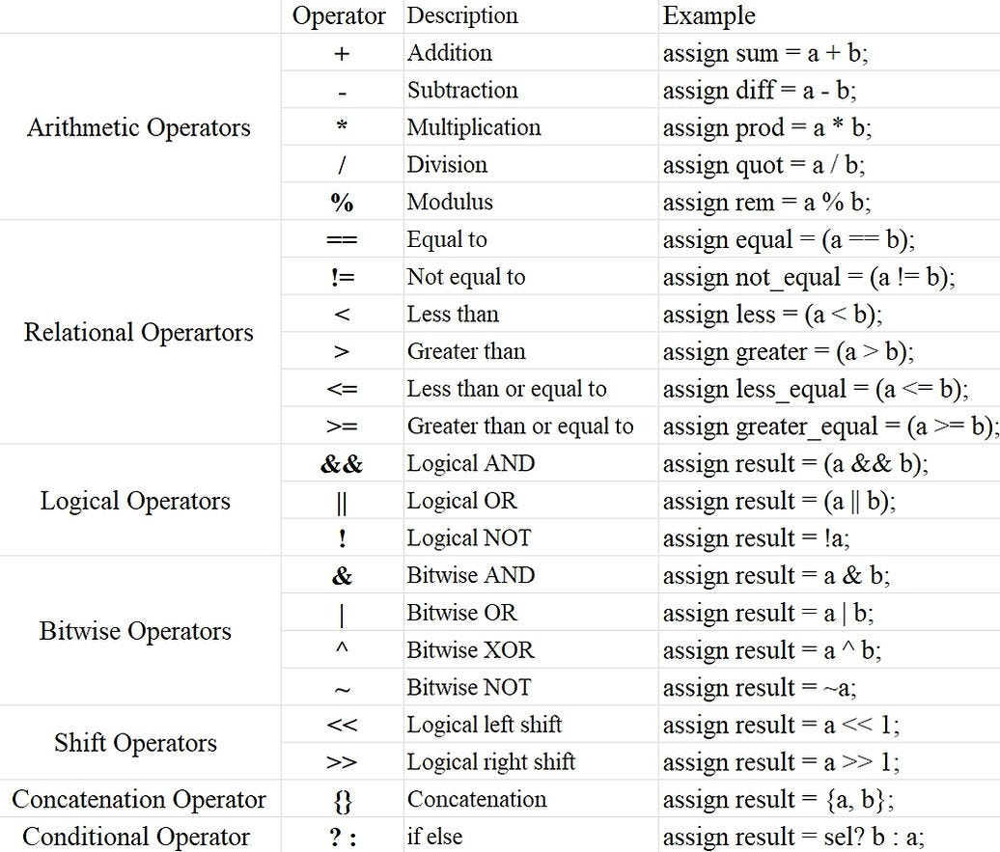 Operator Description Example
Arithmetic Operators
+ Addition assign sum = a + b;
- Subtraction assign diff = a - b;
* Multiplication assign prod = a * b;
/ Division assign quot = a / b;
% Modulus assign rem = a % b;
Relational Operartors
== Equal to assign equal = (a == b);
!= Not equal to assign not_equal = (a != b);
< Less than assign less = (a < b);
> Greater than assign greater = (a > b);
<= Less than or equal to assign less_equal = (a <= b);
>= Greater than or equal to assign greater_equal = (a >= b);
Logical Operators
&& Logical AND assign result = (a && b);
|| Logical OR assign result = (a || b);
! Logical NOT assign result = !a;
Bitwise Operators
& Bitwise AND assign result = a & b;
| Bitwise OR assign result = a | b;
^ Bitwise XOR assign result = a ^ b;
~ Bitwise NOT assign result = ~a;
Shift Operators
<< Logical left shift assign result = a << 1;
>> Logical right shift assign result = a >> 1;
Concatenation Operator {} Concatenation assign result = {a, b};
Conditional Operator ? : if else assign result = sel? b : a;